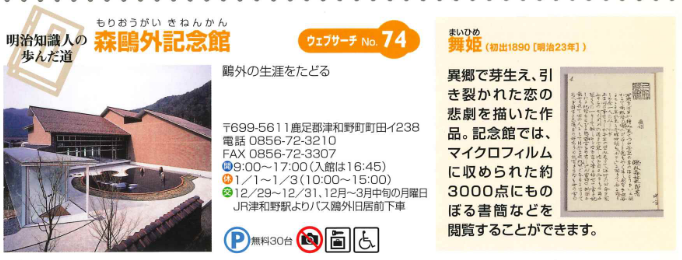 明治知識人の
歩んだ道
もりおうがい きねんかん
森鷗外記念館
ウェブサーチ No.74
鷗外の生涯をたどる
〒699-5611鹿足郡津和野町町田イ238
電話 0856-72-3210
FAX 0856-72-3307
開9:00~17:00(入館は16:45)
休1/1~1/3(10:00~15:00)
交12/29~12/31、12月~3月中旬の月曜日
JR津和野駅よりバス鷗外旧居前下車
P無料30台
まいひめ
舞姫(初出1890[明治23年])
異郷で芽生え、引
き裂かれた恋の
悲劇を描いた作
品。記念館では、
マイクロフィルム
に収められた約
3000点にもの
ぼる書簡などを
閲覧することができます。